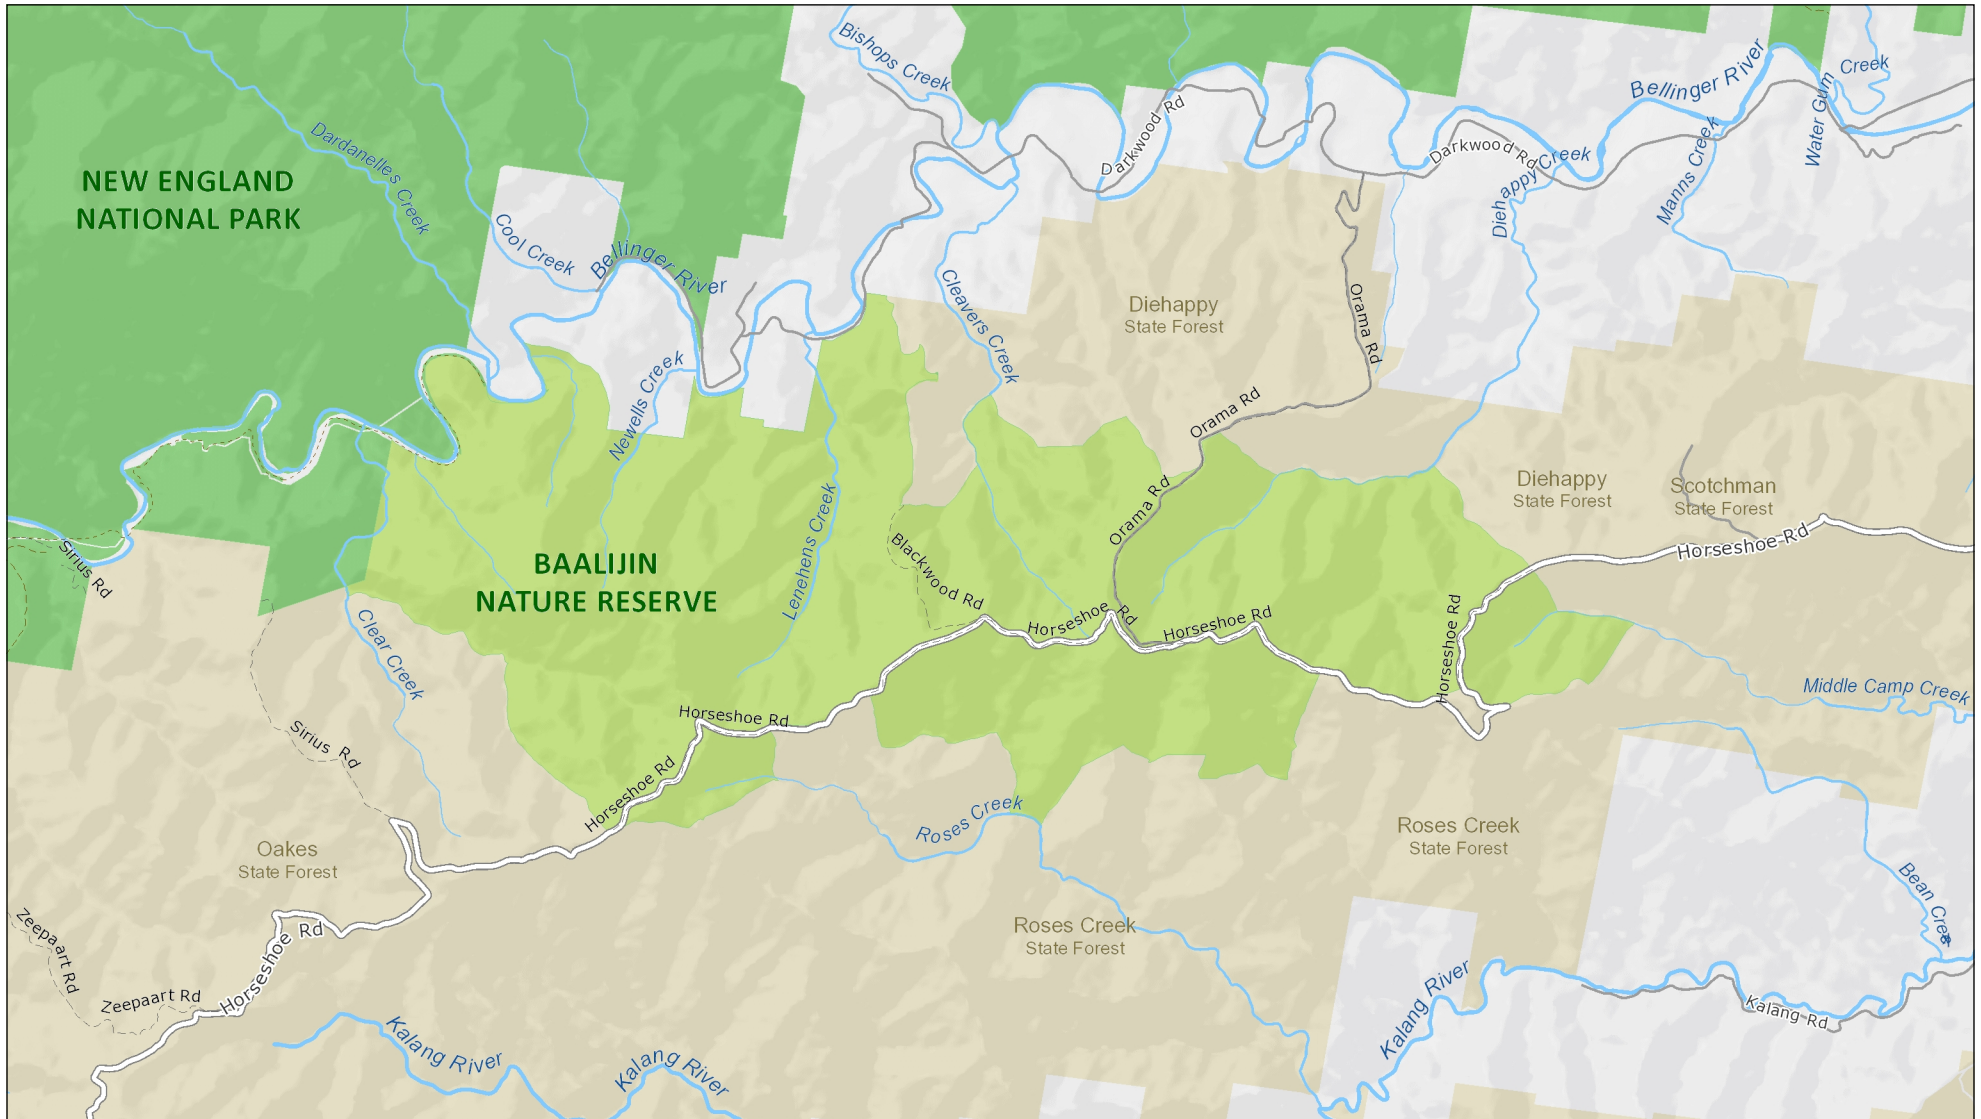 Bishops Creek
Bellinger River
Creek
Water Gum
Dardanelles Creek
Darkwood Rd
Darkwood Rd
Diehappy Creek
Manns Creek
NEW ENGLAND
NATIONAL PARK
Cool Creek
Bellinger River
Cleavers Creek
Diehappy
State Forest
Orama Rd
Newells Creek
Orama Rd
Diehappy
State Forest
Scotchman
State Forest
Orama Rd
Lenehens Creek
Blackwood Rd
Horseshoe Rd
Sirius Rd
BAALIJIN
NATURE RESERVE
Horseshoe Rd
Horseshoe Rd
Horseshoe Rd
Clear Creek
Middle Camp Creek
Horseshoe Rd
Sirius Rd
Horseshoe Rd
Roses Creek
Roses Creek
State Forest
Oakes
State Forest
Bean Cree
Roses Creek
State Forest
Zeepaart Rd
Horseshoe Rd
Zeepaart Rd
Kalang River
Kalang Rd
Kalang River
Kalang River